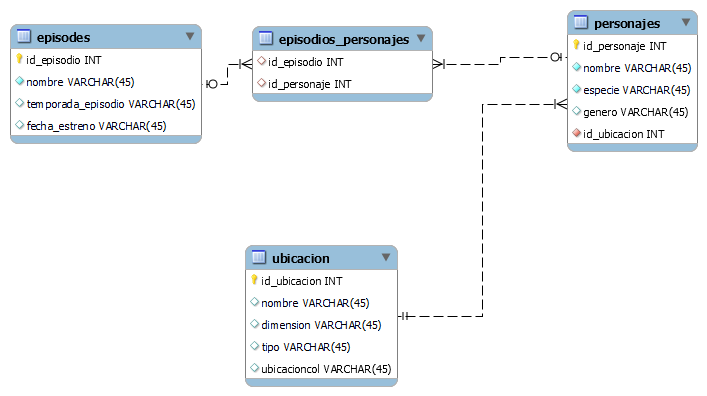 episodes
id_episodio INT
nombre VARCHAR(45)
temporada_episodio VARCHAR(45)
fecha_estreno VARCHAR(45)
episodios_personajes
id_episodio INT
id_personaje INT
personajes
id_personaje INT
nombre VARCHAR(45)
especie VARCHAR(45)
genero VARCHAR(45)
id_ubicacion INT
ubicacion
id_ubicacion INT
nombre VARCHAR(45)
dimension VARCHAR(45)
tipo VARCHAR(45)
ubicacioncol VARCHAR(45)